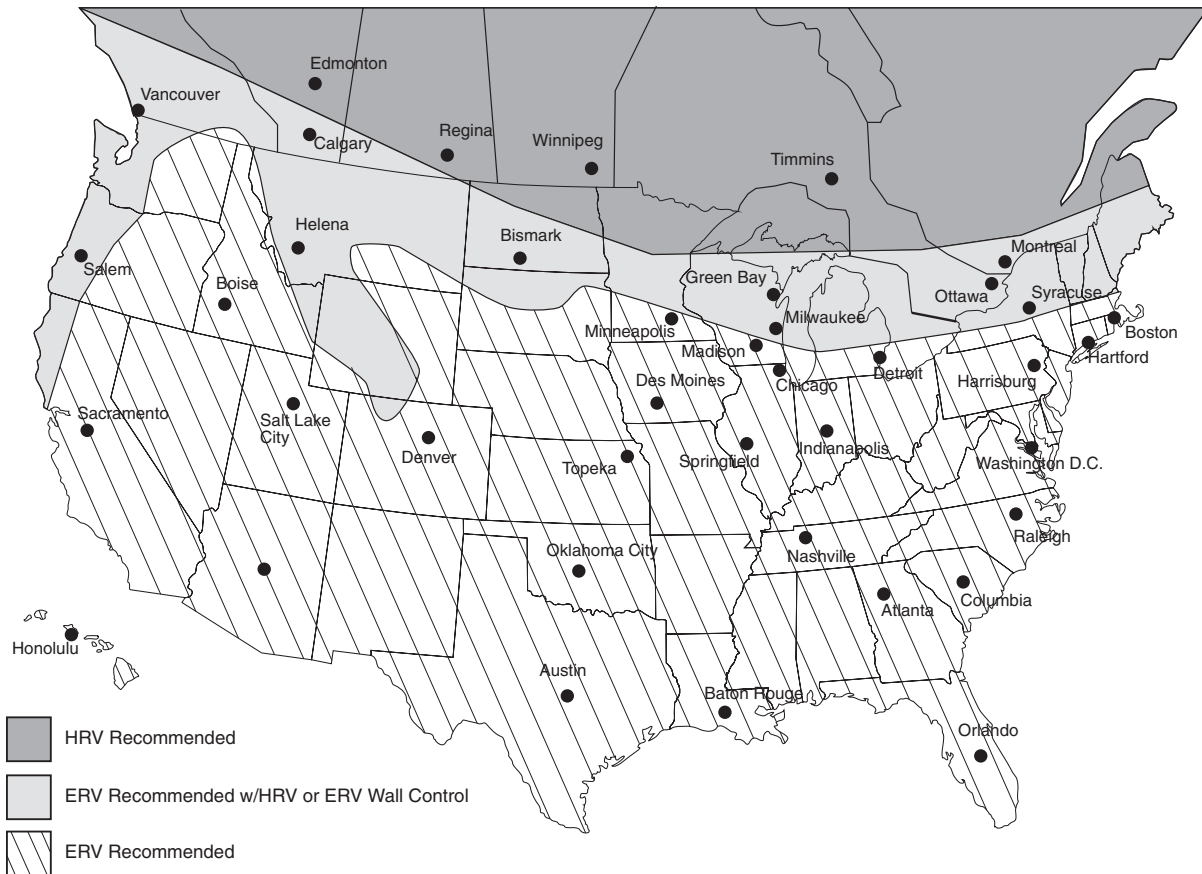 Edmonton
Vancouver
Calgary
Regina
Winnipeg
Timmins
Helena
Bismark
Montreal
Salem
Boise
Green Bay
Ottawa
Syracuse
Minneapolis
Milwaukee
Boston
Madison
Hartford
Des Moines
Chicago
Detroit
Harrisburg
Sacramento
Salt Lake
City
Denver
Topeka
Springfield
Indianapolis
Washington D.C.
Oklahoma City
Nashville
Raleigh
Atlanta
Columbia
Honolulu
Austin
Baton Rouge
Orlando
HRV Recommended
ERV Recommended w/HRV or ERV Wall Control
ERV Recommended